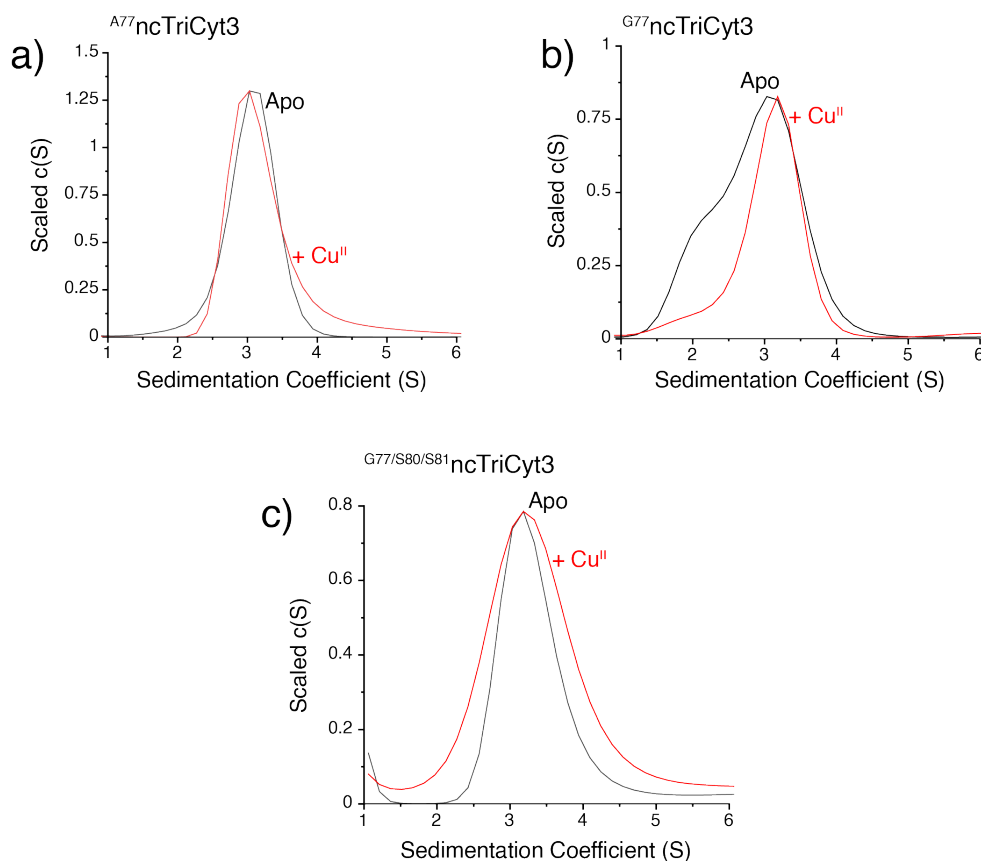 a)
A77ncTriCyt3
1.5
1.25
1
0.75
0.5
0.25
0
Scaled c(S)
Apo
+ CuII
1 2 3 4 5 6
Sedimentation Coefficient (S)
b)
G77ncTriCyt3
1
0.75
0.5
0.25
0
Scaled c(S)
Apo
+ CuII
1 2 3 4 5 6
Sedimentation Coefficient (S)
c)
G77/S80/S81ncTriCyt3
0.8
0.6
0.4
0.2
0
Scaled c(S)
Apo
+ CuII
1 2 3 4 5 6
Sedimentation Coefficient (S)